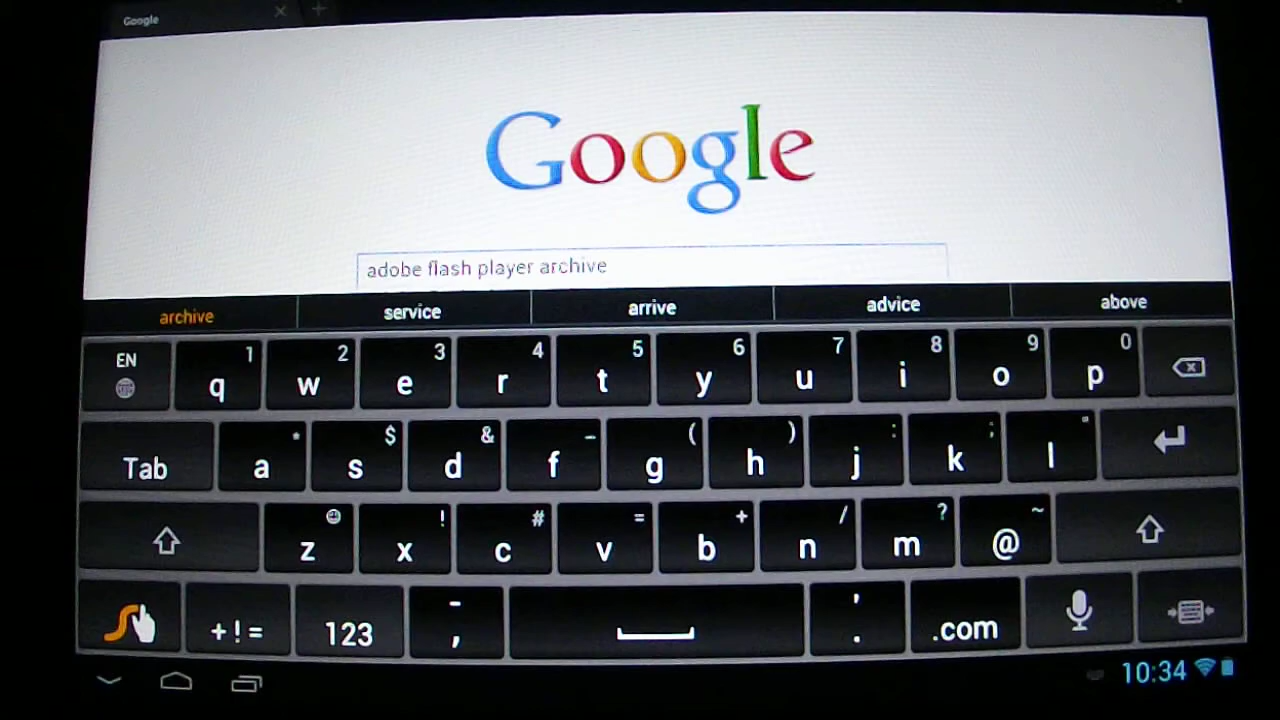 Google
Google
adobe flash player archive
archive service arrive advice above
EN 1 2 3 4 5 6 7 8 9 0
q w e r t y u i o p
* $ & _ ( ) : ; "
Tab a s d f g h j k l
! # = + / ? ~
z x c v b n m @
- '
+!= 123 , . .com
10:34